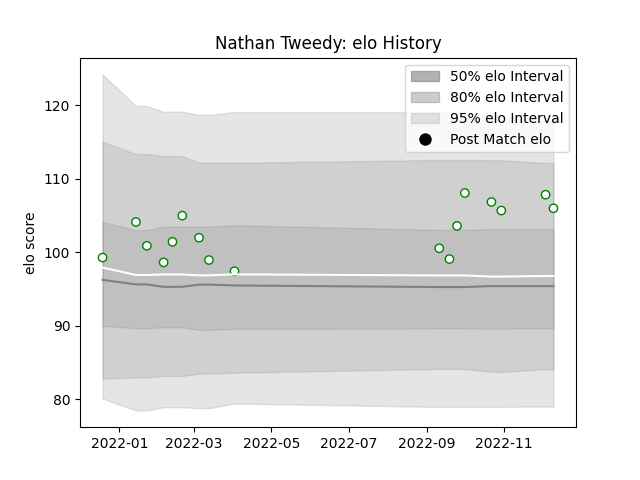 Nathan Tweedy: elo History
50% elo Interval
80% elo Interval
95% elo Interval
Post Match elo
elo score
120
110
100
90
80
2022-01 2022-03 2022-05 2022-07 2022-09 2022-11